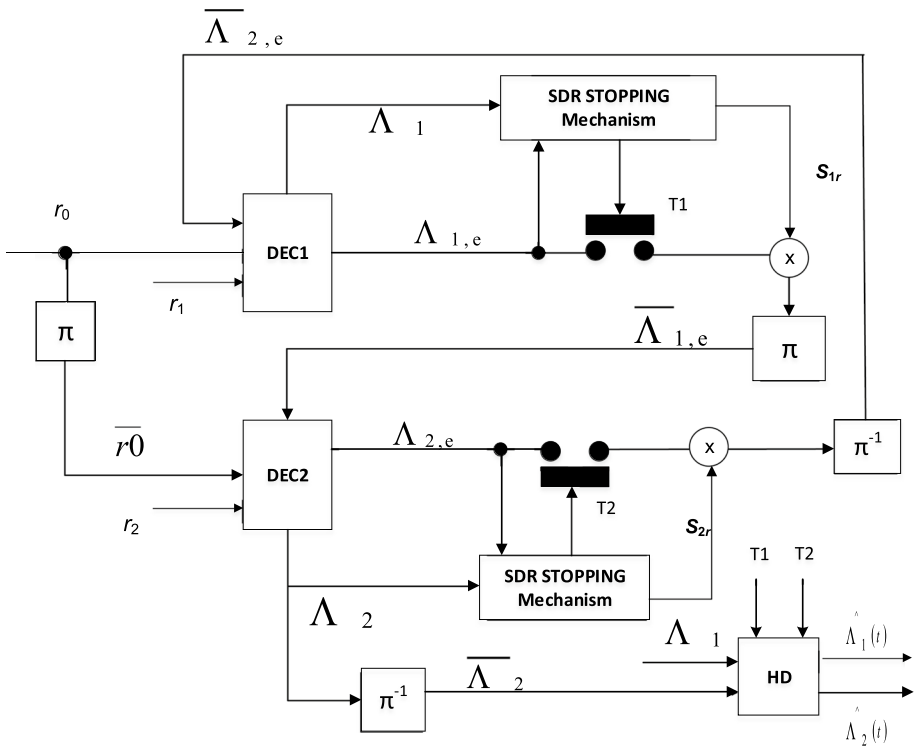 Λ̅ 2,e
SDR STOPPING
Mechanism
Λ 1
S1r
r0
T1
DEC1
Λ 1,e
x
r1
π
Λ̅ 1,e
π
Λ 2,e
r̅0̅
x
π-1
DEC2
T2
r2
S2r
SDR STOPPING
Mechanism
T1 T2
Λ 2
Λ 1
Λ̂1(t)
HD
π-1
Λ̅ 2
Λ̂2(t)